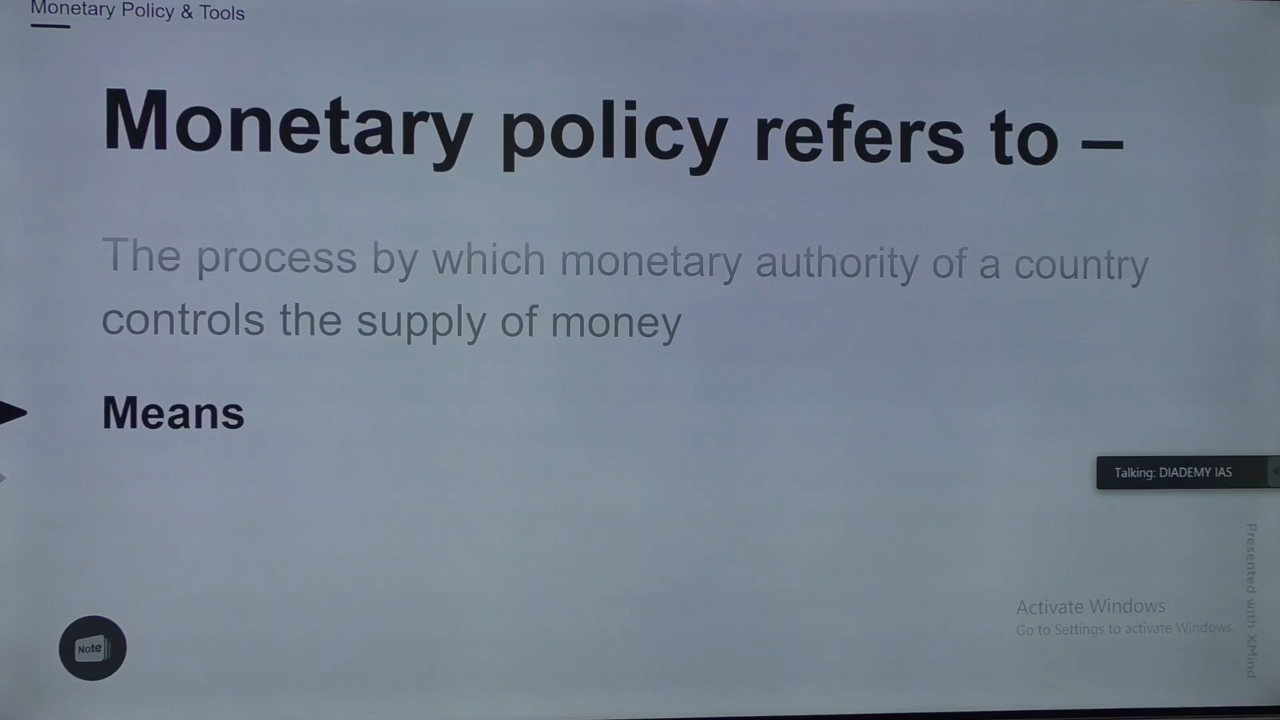 Monetary Policy & Tools
Monetary policy refers to –
The process by which monetary authority of a country
controls the supply of money
Means
Talking: DIADEMY IAS
Presented with XMind
Activate Windows
Go to Settings to activate Windows.
Note